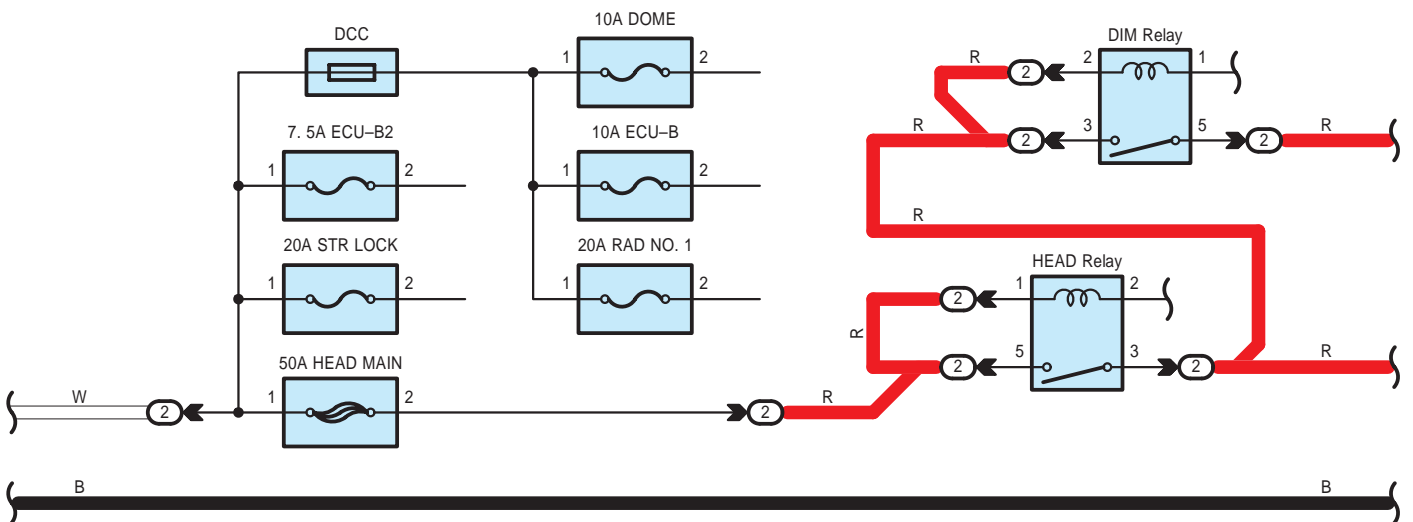 10A DOME
DCC
DIM Relay
1 2
R 2 2 1
7. 5A ECU–B2
10A ECU–B
R 2 3 5 2 R
1 2
1 2
R
20A STR LOCK
20A RAD NO. 1
HEAD Relay
1 2
1 2
2 1 2
R
50A HEAD MAIN
2 5 3 2 R
W 2 1 2 2 R
B B